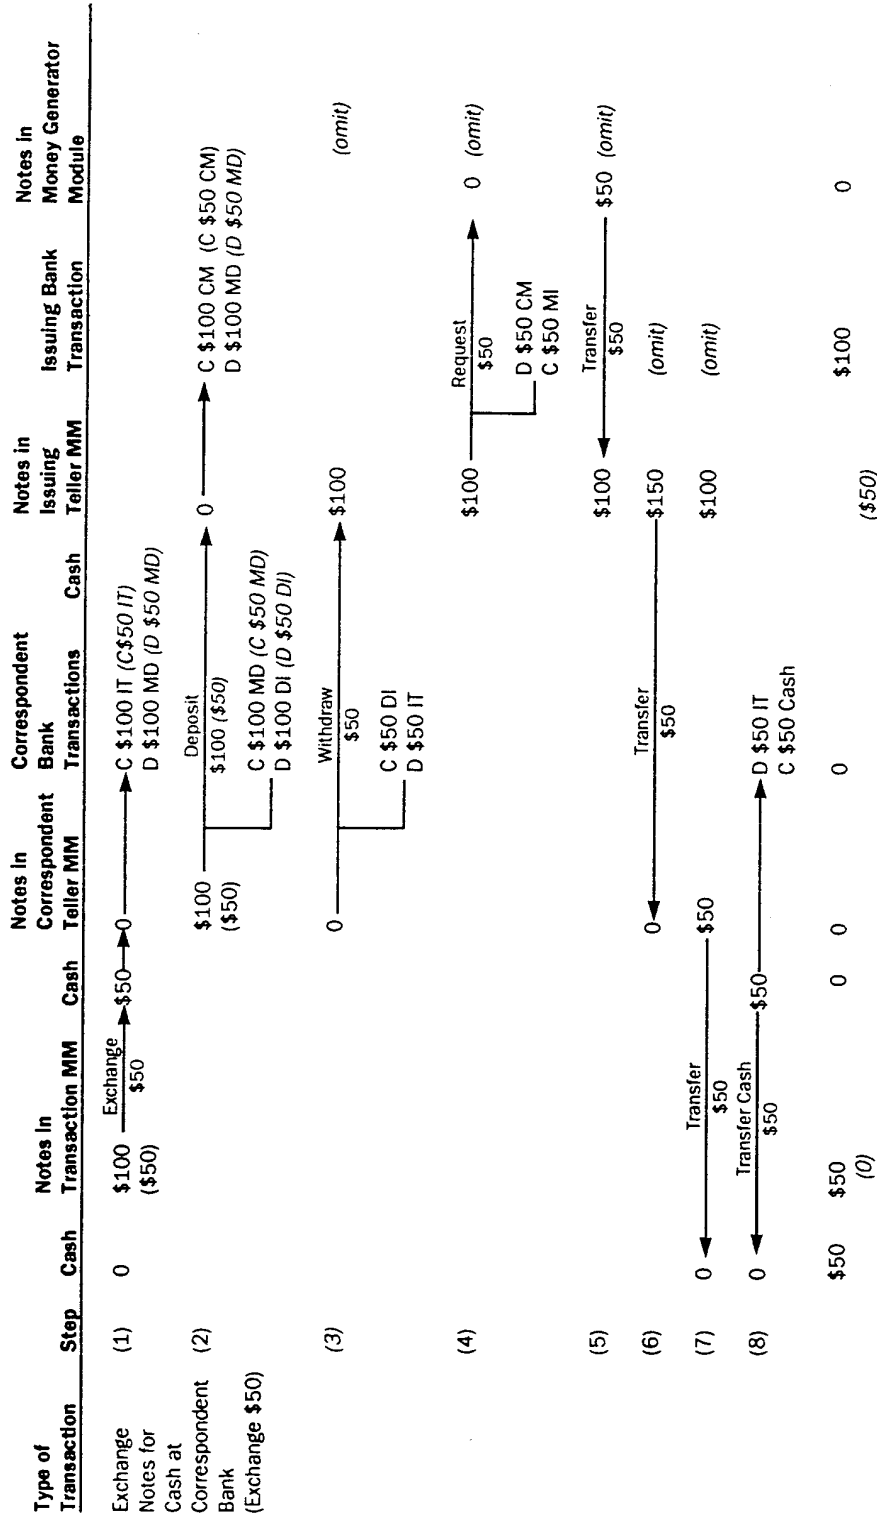 Type of Transaction
Step
Cash
Notes in Transaction MM
Cash
Notes in Correspondent Teller MM
Correspondent Bank Transactions
Cash
Notes in Issuing Teller MM
Issuing Bank Transaction
Notes in Money Generator Module
Exchange
Notes for
Cash at
Correspondent
Bank
(Exchange $50)
(1) 0 $100 Exchange $50 0 C $100 IT (C$50 IT)
($50) $50 D $100 MD (D $50 MD)
(2) $100 Deposit 0 C $100 CM (C $50 CM)
($50) $100 ($50) D $100 MD (D $50 MD)
C $100 MD (C $50 MD)
D $100 DI (D $50 DI)
(3) 0 Withdraw $100 (omit)
$50
C $50 DI
D $50 IT
(4) $100 Request 0 (omit)
$50
D $50 CM
C $50 MI
(5) $100 Transfer $50 (omit)
$50
(6) 0 Transfer $150 (omit)
$50
(7) 0 Transfer $50 $100 (omit)
$50
(8) 0 Transfer Cash $50 D $50 IT
$50 C $50 Cash
$50 $50 0 0 0 $100 0
(0) ($50)